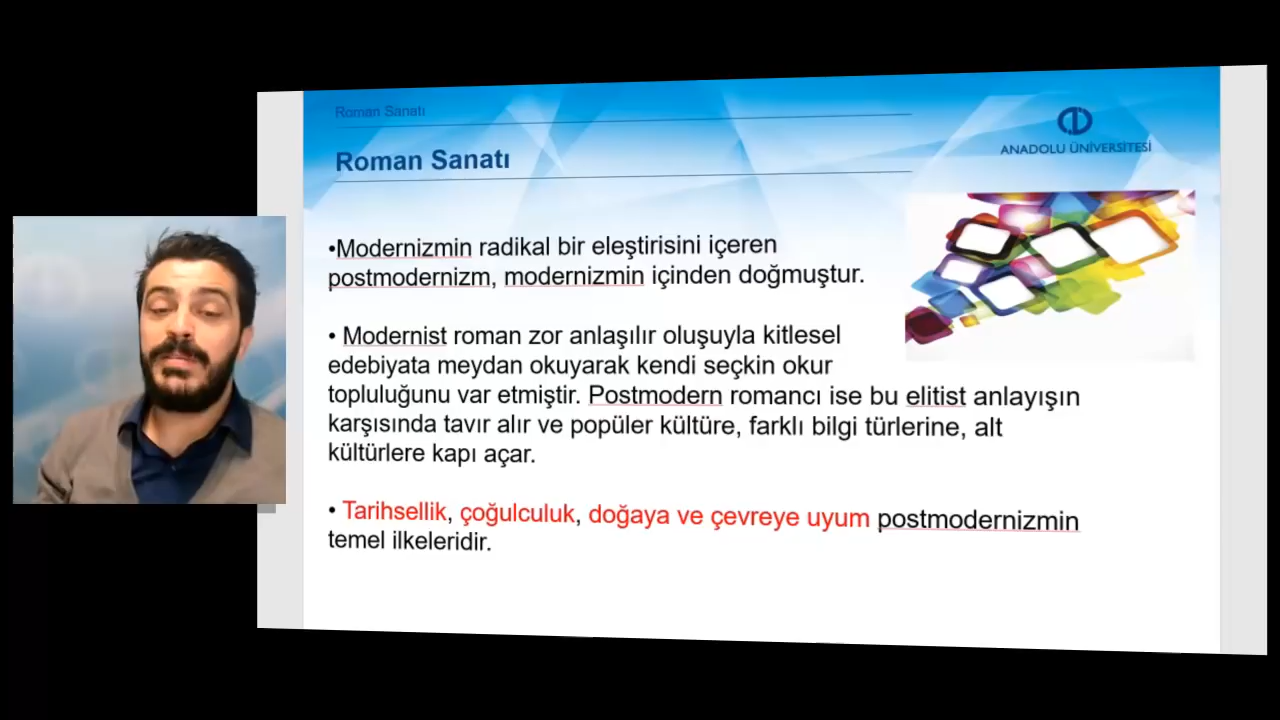 Roman Sanatı
Roman Sanatı
ANADOLU ÜNİVERSİTESİ
•Modernizmin radikal bir eleştirisini içeren
postmodernizm, modernizmin içinden doğmuştur.
• Modernist roman zor anlaşılır oluşuyla kitlesel
edebiyata meydan okuyarak kendi seçkin okur
topluluğunu var etmiştir. Postmodern romancı ise bu elitist anlayışın
karşısında tavır alır ve popüler kültüre, farklı bilgi türlerine, alt
kültürlere kapı açar.
• Tarihsellik, çoğulculuk, doğaya ve çevreye uyum postmodernizmin
temel ilkeleridir.